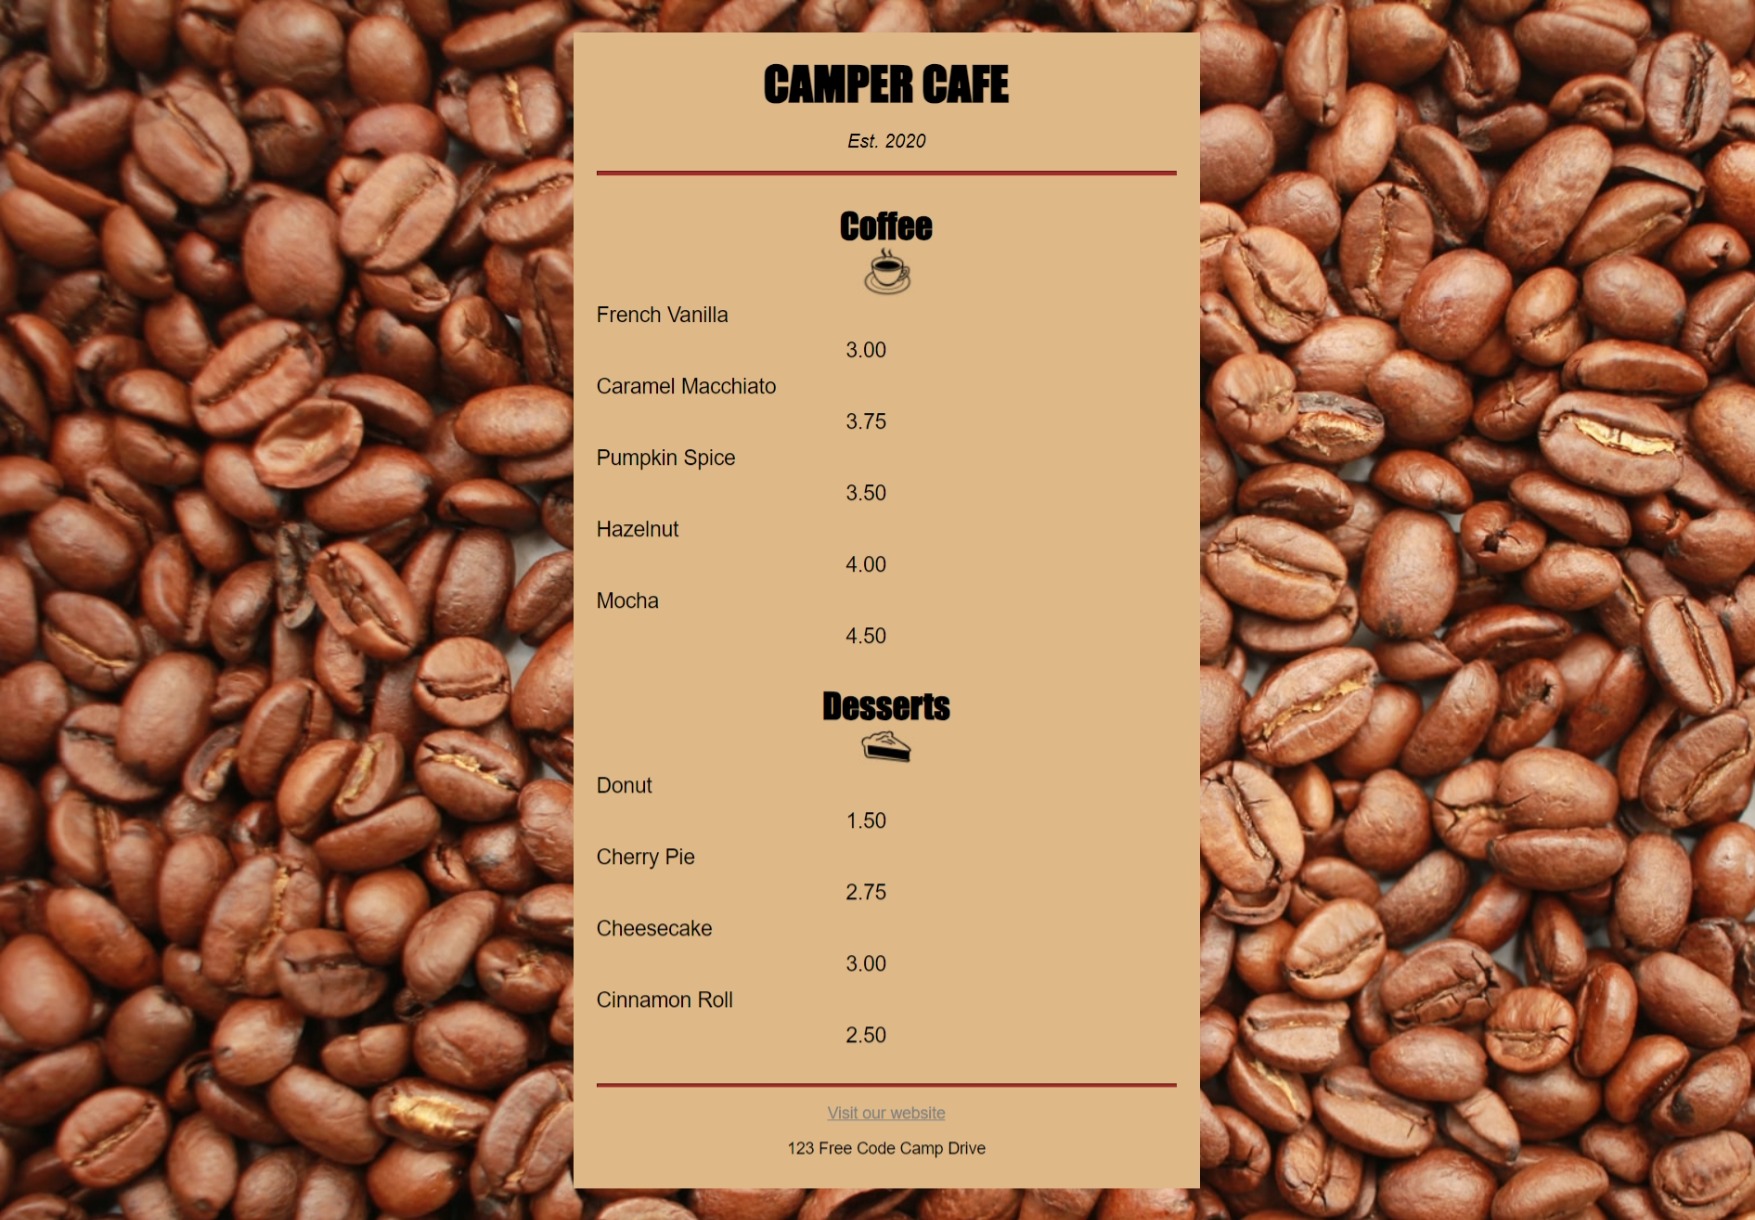 CAMPER CAFE
Est. 2020
Coffee
French Vanilla
3.00
Caramel Macchiato
3.75
Pumpkin Spice
3.50
Hazelnut
4.00
Mocha
4.50
Desserts
Donut
1.50
Cherry Pie
2.75
Cheesecake
3.00
Cinnamon Roll
2.50
Visit our website
123 Free Code Camp Drive